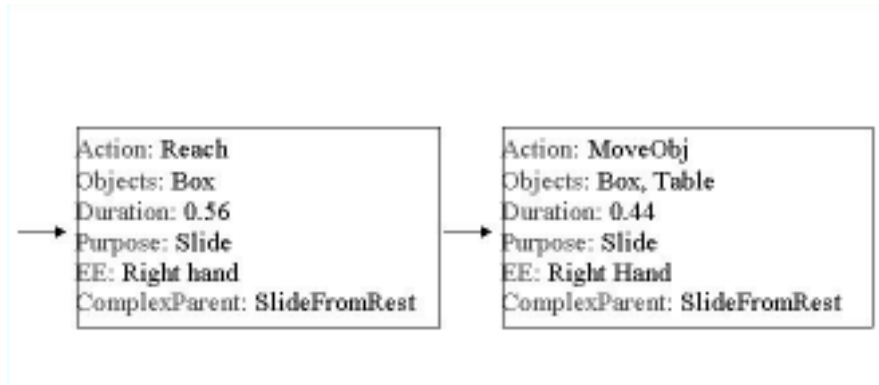 Action: Reach
Objects: Box
Duration: 0.56
Purpose: Slide
EE: Right hand
ComplexParent: SlideFromRest
Action: MoveObj
Objects: Box, Table
Duration: 0.44
Purpose: Slide
EE: Right Hand
ComplexParent: SlideFromRest